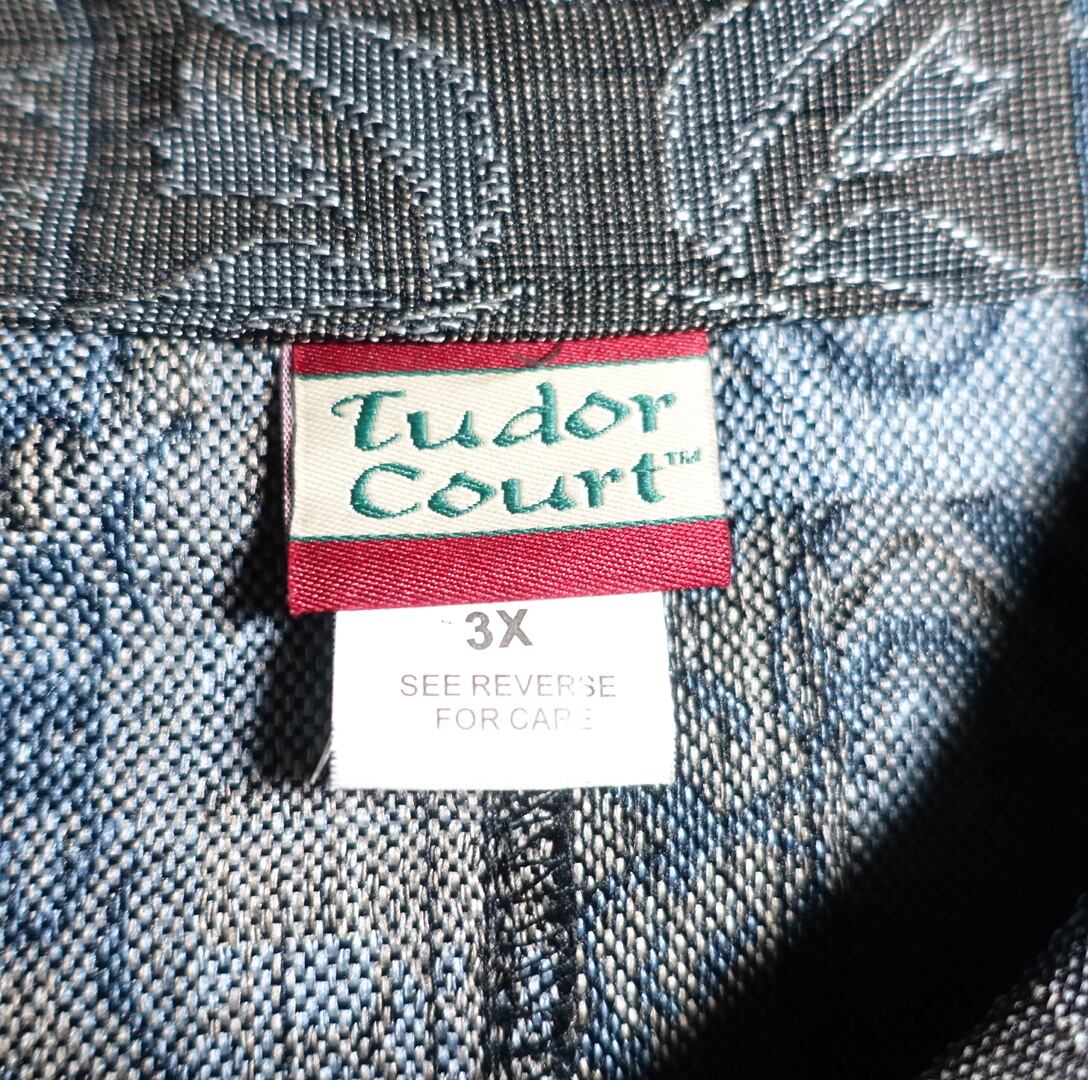 Tudor
Court™
3X
SEE REVERSE
FOR CARE